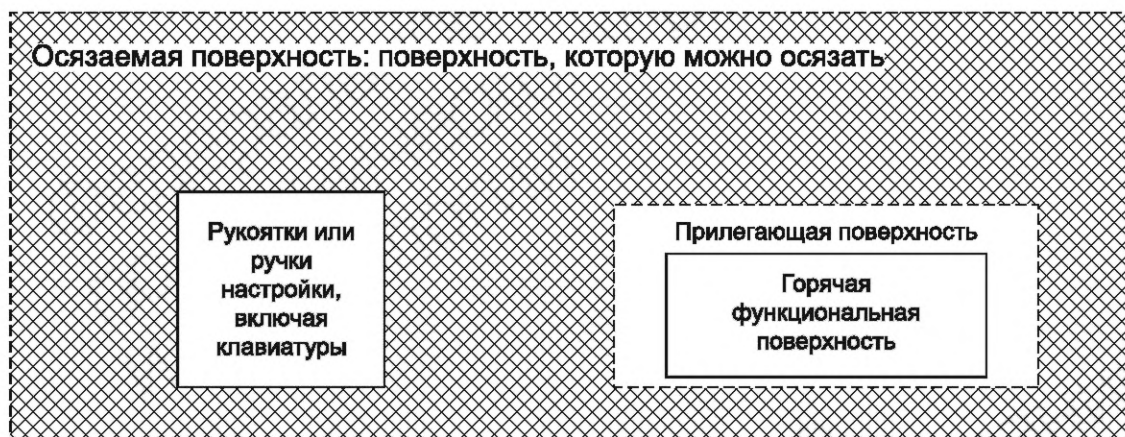 Осязаемая поверхность: поверхность, которую можно осязать
Рукоятки или
ручки
настройки,
включая
клавиатуры
Прилегающая поверхность
Горячая
функциональная
поверхность